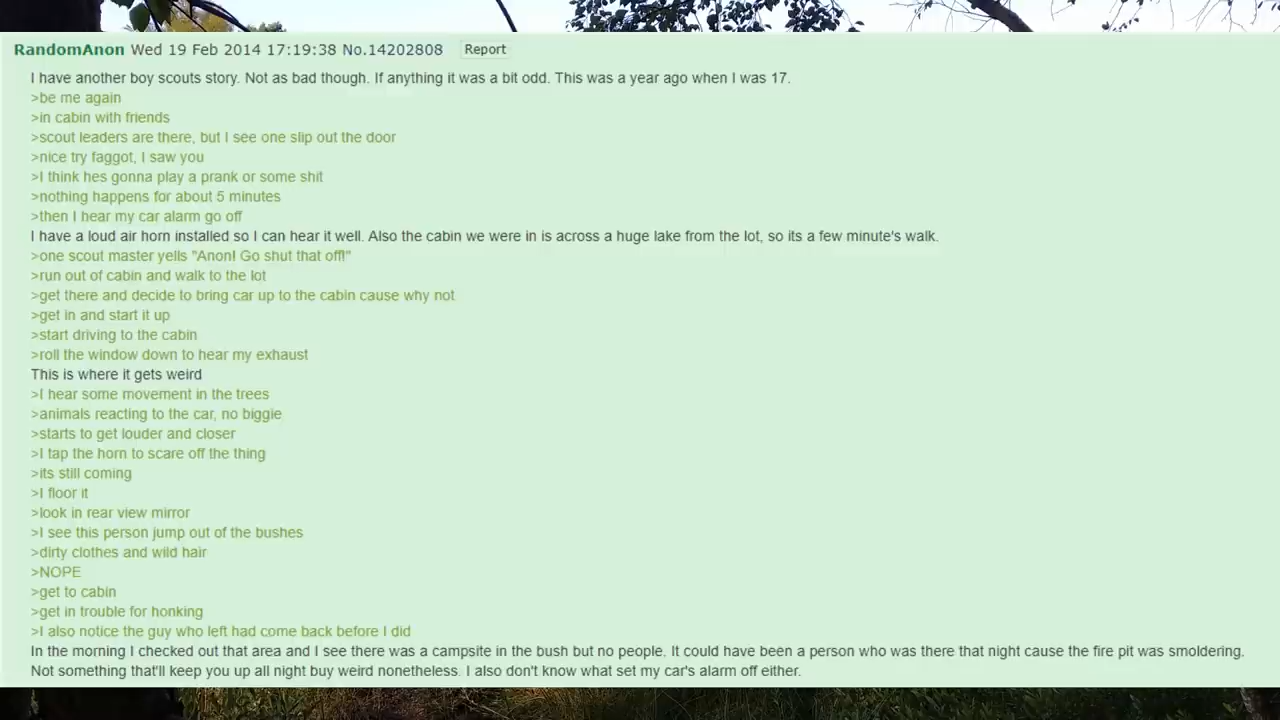 RandomAnon Wed 19 Feb 2014 17:19:38 No.14202808 Report
I have another boy scouts story. Not as bad though. If anything it was a bit odd. This was a year ago when I was 17.
>be me again
>in cabin with friends
>scout leaders are there, but I see one slip out the door
>nice try faggot, I saw you
>I think hes gonna play a prank or some shit
>nothing happens for about 5 minutes
>then I hear my car alarm go off
I have a loud air horn installed so I can hear it well. Also the cabin we were in is across a huge lake from the lot, so its a few minute's walk.
>one scout master yells "Anon! Go shut that off!"
>run out of cabin and walk to the lot
>get there and decide to bring car up to the cabin cause why not
>get in and start it up
>start driving to the cabin
>roll the window down to hear my exhaust
This is where it gets weird
>I hear some movement in the trees
>animals reacting to the car, no biggie
>starts to get louder and closer
>I tap the horn to scare off the thing
>its still coming
>I floor it
>look in rear view mirror
>I see this person jump out of the bushes
>dirty clothes and wild hair
>NOPE
>get to cabin
>get in trouble for honking
>I also notice the guy who left had come back before I did
In the morning I checked out that area and I see there was a campsite in the bush but no people. It could have been a person who was there that night cause the fire pit was smoldering.
Not something that'll keep you up all night buy weird nonetheless. I also don't know what set my car's alarm off either.